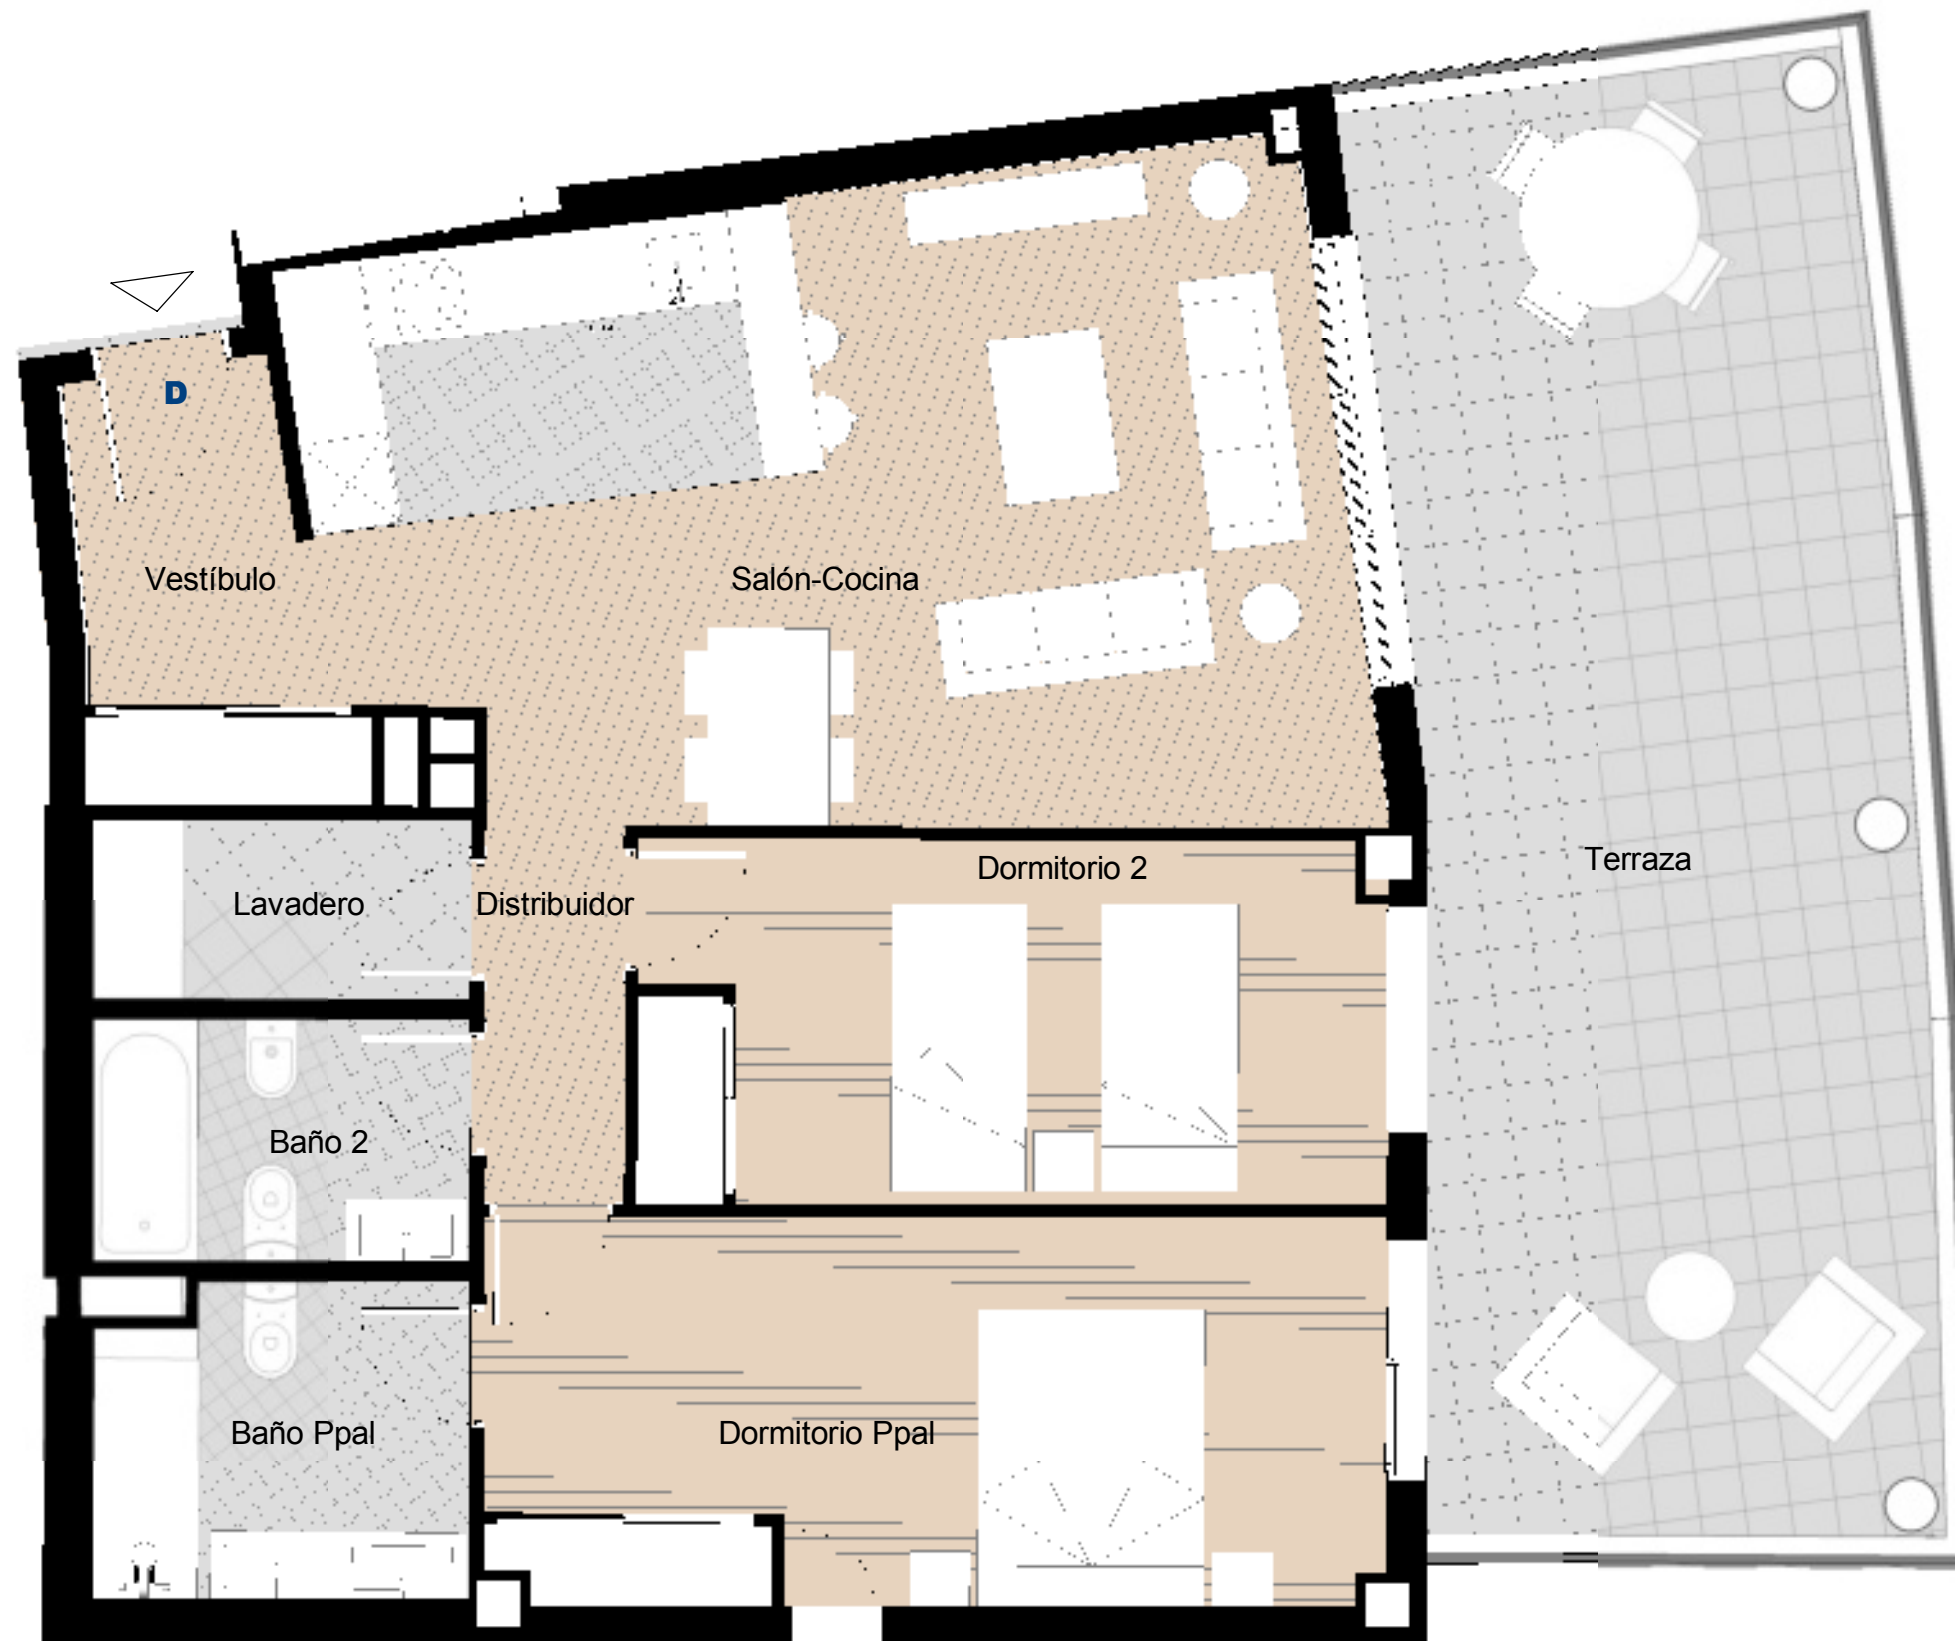 D
Vestíbulo
Salón-Cocina
Terraza
Dormitorio 2
Lavadero
Distribuidor
Baño 2
Baño Ppal
Dormitorio Ppal